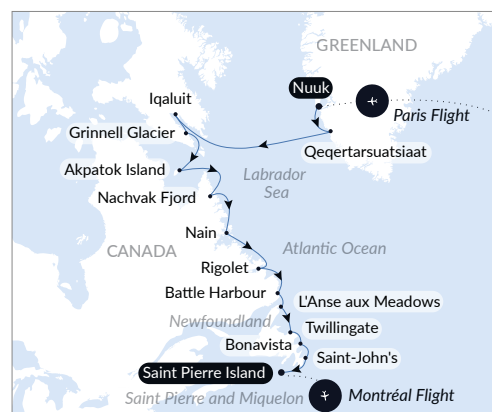 GREENLAND
Nuuk
Iqaluit
Paris Flight
Grinnell Glacier
Qeqertarsuatsiaat
Akpatok Island
Labrador
Sea
Nachvak Fjord
Nain
CANADA
Atlantic Ocean
Rigolet
Battle Harbour
L'Anse aux Meadows
Newfoundland
Twillingate
Bonavista
Saint-John's
Saint Pierre Island
Saint Pierre and Miquelon
Montréal Flight